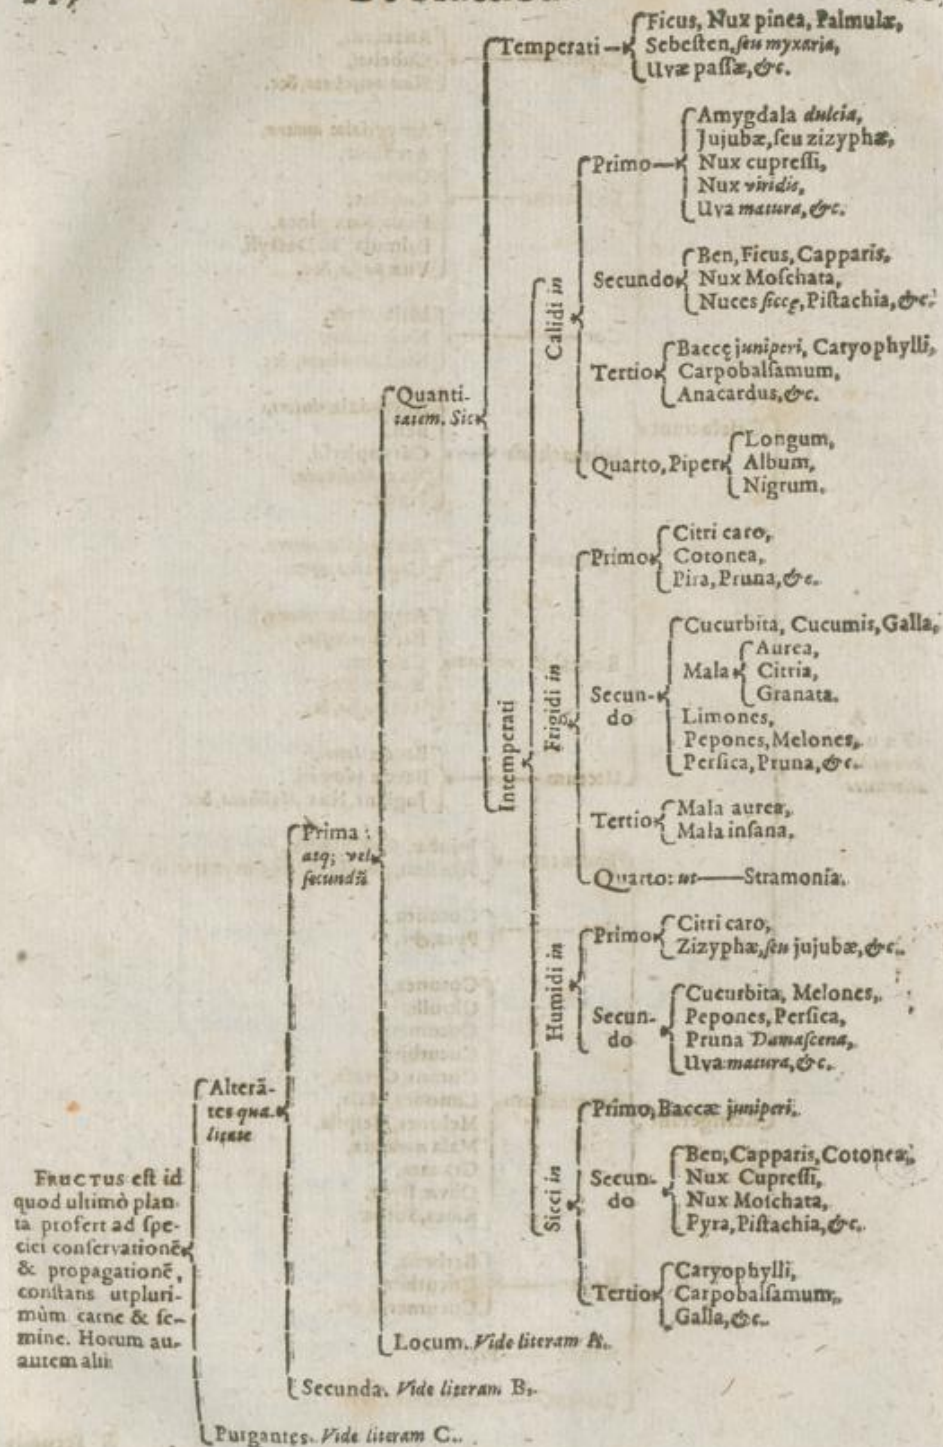 Temperati
Ficus, Nux pinea, Palmulæ,
Sebeſten, ſeu myxaria,
Uvæ paſſæ, &c.
Primo
Amygdala dulcia,
Jujubæ, ſeu zizyphæ,
Nux cupreſſi,
Nux viridis,
Uva matura, &c.
Calidi in
Secundo
Ben, Ficus, Capparis,
Nux Moſchata,
Nuces ſiccę, Piſtachia, &c.
Tertio
Baccę juniperi, Caryophylli,
Carpobalſamum,
Anacardus, &c.
Quanti-
tatem. Sic
Quarto, Piper
Longum,
Album,
Nigrum.
Primo
Citri caro,
Cotonea,
Pira, Pruna, &c.
Intemperati
Frigidi in
Secun-
do
Cucurbita, Cucumis, Galla,
Mala
Aurea,
Citria,
Granata.
Limones,
Pepones, Melones,
Perſica, Pruna, &c.
Tertio
Mala aurea,
Mala inſana,
Quarto: ut
Stramonia.
Prima:
atq; vel
ſecundũ
Humidi in
Primo
Citri caro,
Zizyphæ, ſeu jujubæ, &c.
Secun-
do
Cucurbita, Melones,
Pepones, Perſica,
Pruna Damaſcena,
Uva matura, &c.
Alterã-
tes qua-
litate
Sicci in
Primo, Baccæ juniperi.
Secun-
do
Ben, Capparis, Cotonea,
Nux Cupreſſi,
Nux Moſchata,
Pyra, Piſtachia, &c.
Tertio
Caryophylli,
Carpobalſamum,
Galla, &c.
FRUCTUS eſt id
quod ultimò plan-
ta profert ad ſpe-
ciei conſervationẽ
& propagationẽ,
conſtans utpluri-
mùm carne & ſe-
mine. Horum au-
autem alii
Locum. Vide literam A.
Secunda. Vide literam B.
Purgantes. Vide literam C.